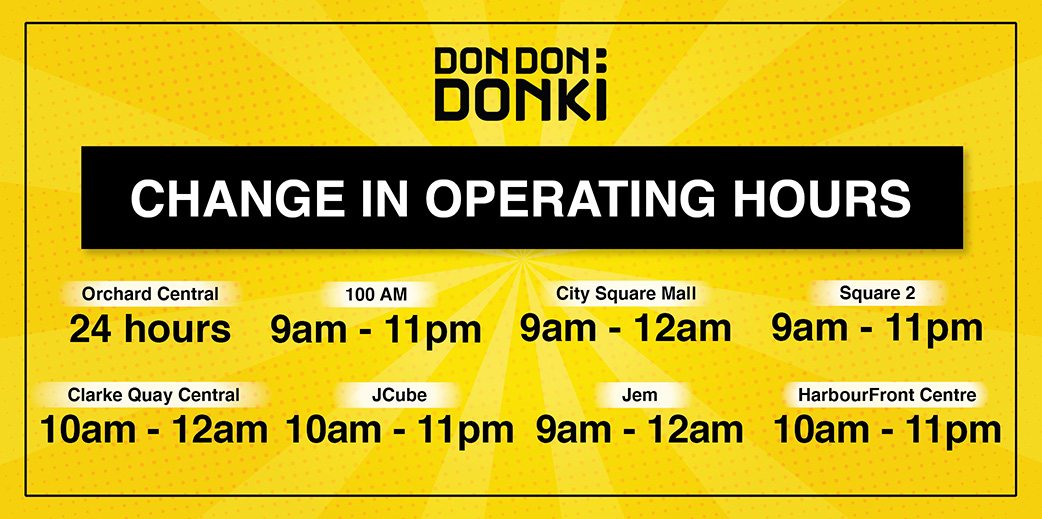 DON DON:
DONKi
CHANGE IN OPERATING HOURS
Orchard Central
24 hours
100 AM
9am - 11pm
City Square Mall
9am - 12am
Square 2
9am - 11pm
Clarke Quay Central
10am - 12am
JCube
10am - 11pm
Jem
9am - 12am
HarbourFront Centre
10am - 11pm